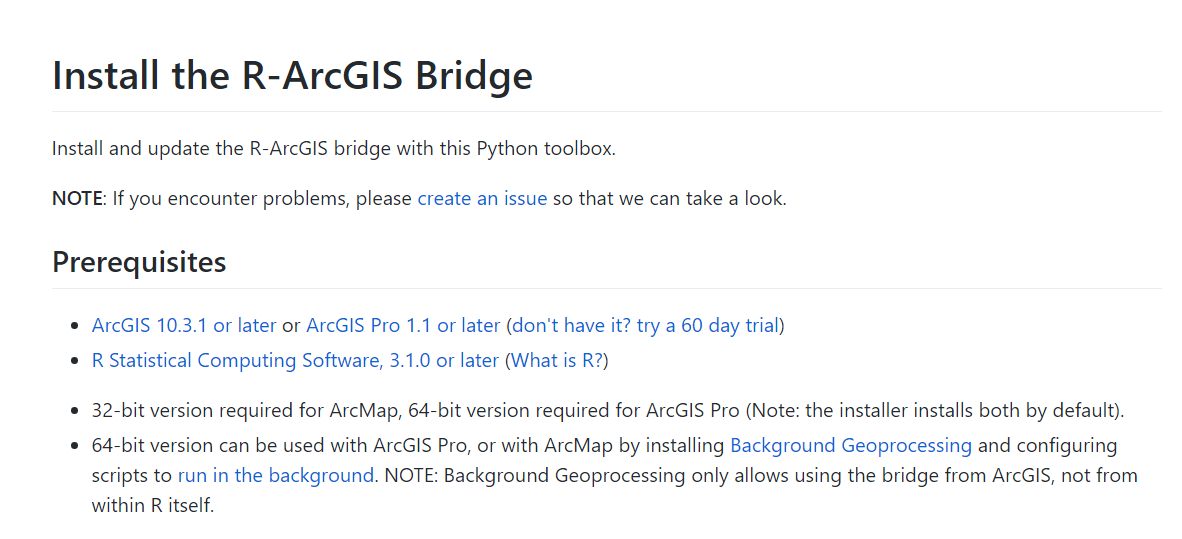 Install the R-ArcGIS Bridge
Install and update the R-ArcGIS bridge with this Python toolbox.
NOTE: If you encounter problems, please create an issue so that we can take a look.
Prerequisites
• ArcGIS 10.3.1 or later or ArcGIS Pro 1.1 or later (don't have it? try a 60 day trial)
• R Statistical Computing Software, 3.1.0 or later (What is R?)
• 32-bit version required for ArcMap, 64-bit version required for ArcGIS Pro (Note: the installer installs both by default).
• 64-bit version can be used with ArcGIS Pro, or with ArcMap by installing Background Geoprocessing and configuring
scripts to run in the background. NOTE: Background Geoprocessing only allows using the bridge from ArcGIS, not from
within R itself.